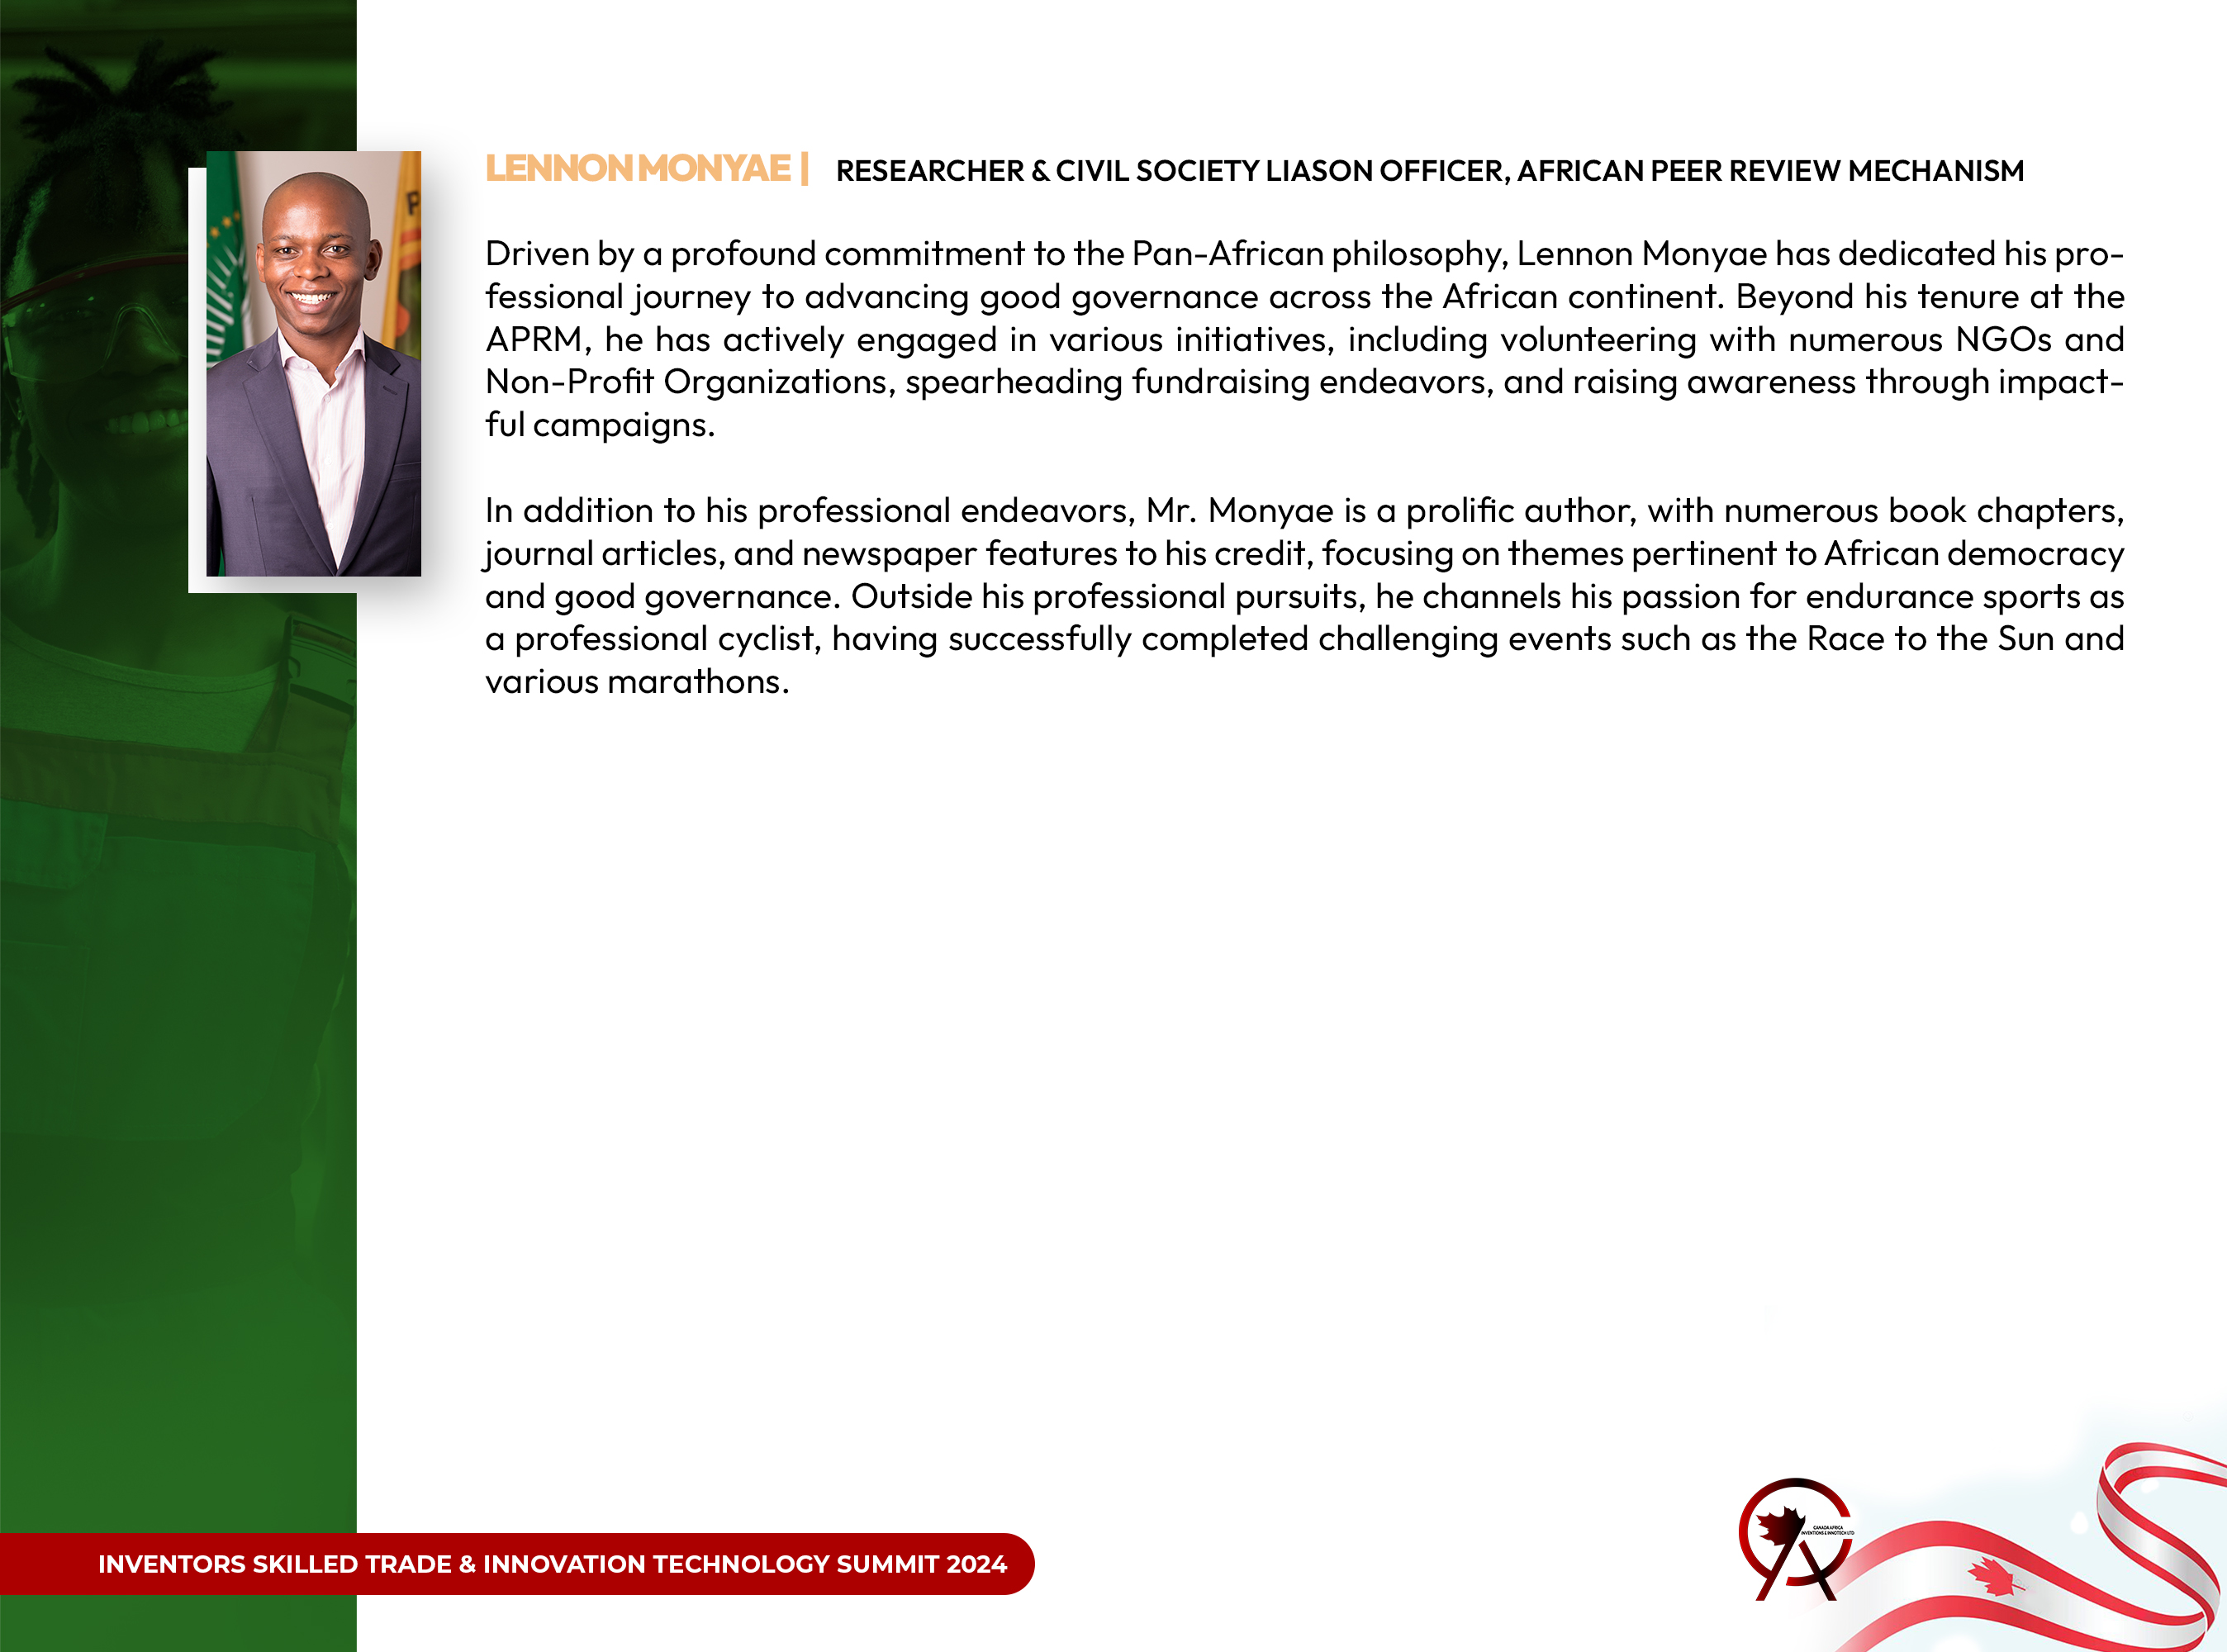 LENNON MONYAE | RESEARCHER & CIVIL SOCIETY LIASON OFFICER, AFRICAN PEER REVIEW MECHANISM
Driven by a profound commitment to the Pan-African philosophy, Lennon Monyae has dedicated his pro-
fessional journey to advancing good governance across the African continent. Beyond his tenure at the
APRM, he has actively engaged in various initiatives, including volunteering with numerous NGOs and
Non-Profit Organizations, spearheading fundraising endeavors, and raising awareness through impact-
ful campaigns.
In addition to his professional endeavors, Mr. Monyae is a prolific author, with numerous book chapters,
journal articles, and newspaper features to his credit, focusing on themes pertinent to African democracy
and good governance. Outside his professional pursuits, he channels his passion for endurance sports as
a professional cyclist, having successfully completed challenging events such as the Race to the Sun and
various marathons.
CANADA AFRICA
INVENTIONS & INNOTECH LTD
INVENTORS SKILLED TRADE & INNOVATION TECHNOLOGY SUMMIT 2024